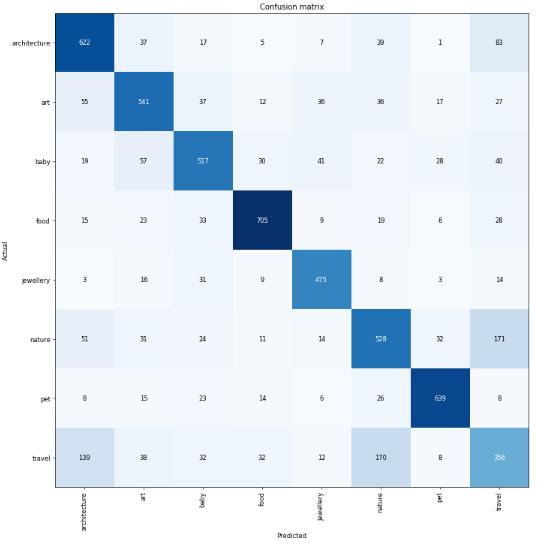 Confusion matrix
architecture 622 37 17 5 7 39 1 83
art 55 541 37 12 36 36 17 27
baby 19 57 517 30 41 22 28 40
food 15 23 33 705 9 19 6 28
jewellery 3 16 31 9 475 8 3 14
nature 51 31 24 11 14 528 32 171
pet 8 15 23 14 6 26 639 8
travel 139 38 32 32 12 170 8 356
Actual
architecture art baby food jewellery nature pet travel
Predicted